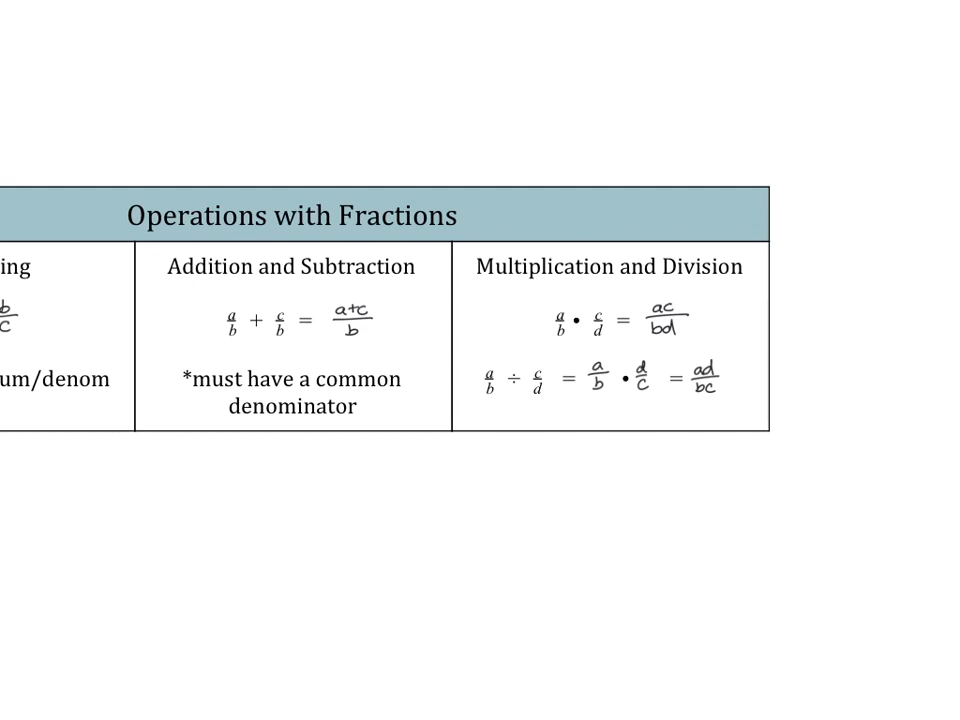 Operations with Fractions
ing
b/c
um/denom
Addition and Subtraction
a/b + c/b = a+c/b
*must have a common
denominator
Multiplication and Division
a/b • c/d = ac/bd
a/b ÷ c/d = a/b • d/c = ad/bc